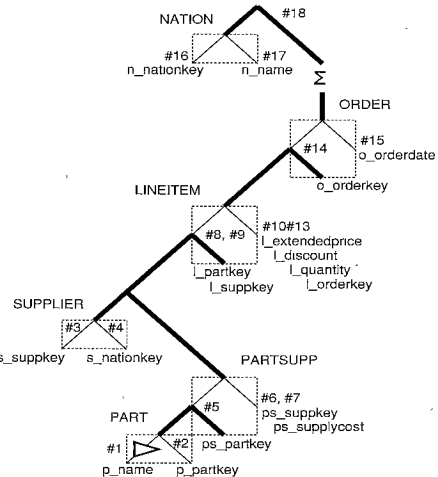 #18
NATION
#16
#17
n_nationkey
n_name
Σ
ORDER
#14
#15
o_orderdate
o_orderkey
LINEITEM
#8, #9
#10#13
l_extendedprice
l_discount
l_partkey
l_quantity
l_suppkey
l_orderkey
SUPPLIER
#3
#4
s_suppkey
s_nationkey
PARTSUPP
#6, #7
ps_suppkey
ps_supplycost
PART
#5
#1
#2
ps_partkey
p_name
p_partkey